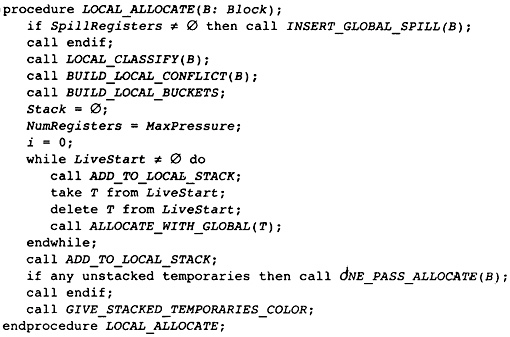 procedure LOCAL_ALLOCATE(B: Block);
if SpillRegisters ≠ ∅ then call INSERT_GLOBAL_SPILL(B);
call endif;
call LOCAL_CLASSIFY(B);
call BUILD_LOCAL_CONFLICT(B);
call BUILD_LOCAL_BUCKETS;
Stack = ∅;
NumRegisters = MaxPressure;
i = 0;
while LiveStart ≠ ∅ do
call ADD_TO_LOCAL_STACK;
take T from LiveStart;
delete T from LiveStart;
call ALLOCATE_WITH_GLOBAL(T);
endwhile;
call ADD_TO_LOCAL_STACK;
if any unstacked temporaries then call ONE_PASS_ALLOCATE(B);
call endif;
call GIVE_STACKED_TEMPORARIES_COLOR;
endprocedure LOCAL_ALLOCATE;